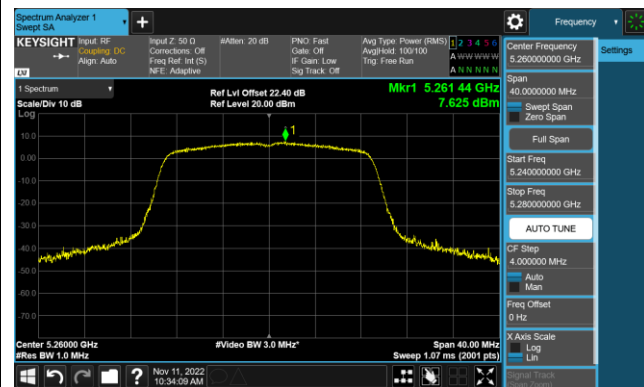 Spectrum Analyzer 1
Swept SA
Frequency
KEYSIGHT
Input: RF
Coupling: DC
Align: Auto
Input Z: 50 Ω
Corrections: Off
Freq Ref: Int (S)
NFE: Adaptive
#Atten: 20 dB
PNO: Fast
Gate: Off
IF Gain: Low
Sig Track: Off
Avg Type: Power (RMS)
Avg|Hold: 100/100
Trig: Free Run
1 2 3 4 5 6
A W W W W W
A N N N N N
LXI
Settings
1 Spectrum
Scale/Div 10 dB
Ref Lvl Offset 22.40 dB
Ref Level 20.00 dBm
Mkr1 5.261 44 GHz
7.625 dBm
Log
10.0
0.00
-10.0
-20.0
-30.0
-40.0
-50.0
-60.0
-70.0
1
Center 5.26000 GHz
#Res BW 1.0 MHz
#Video BW 3.0 MHz*
Span 40.00 MHz
Sweep 1.07 ms (2001 pts)
Center Frequency
5.260000000 GHz
Span
40.0000000 MHz
Swept Span
Zero Span
Full Span
Start Freq
5.240000000 GHz
Stop Freq
5.280000000 GHz
AUTO TUNE
CF Step
4.000000 MHz
Auto
Man
Freq Offset
0 Hz
X Axis Scale
Log
Lin
Signal Track
(Span Zoom)
Nov 11, 2022
10:34:09 AM